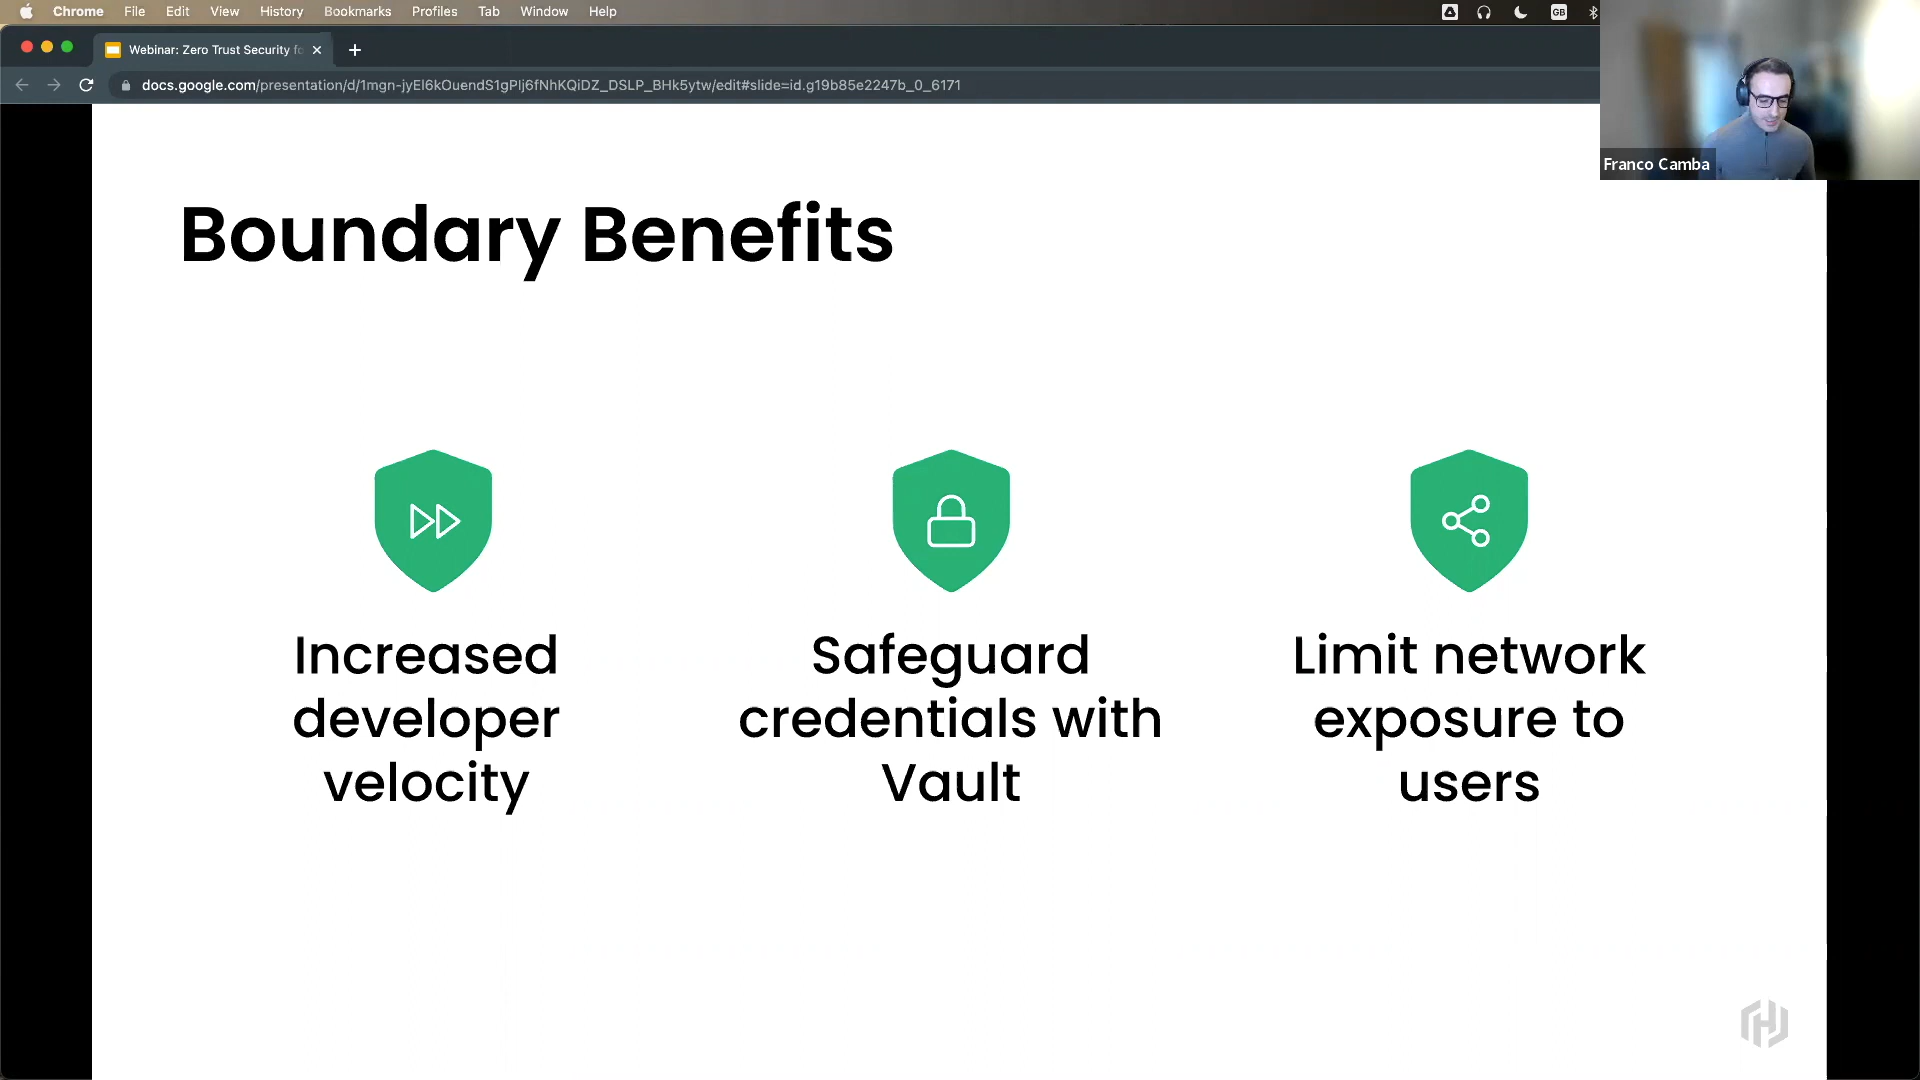 Chrome File Edit View History Bookmarks Profiles Tab Window Help
GB
Webinar: Zero Trust Security fo
docs.google.com/presentation/d/1mgn-jyEl6kOuendS1gPlj6fNhKQiDZ_DSLP_BHk5ytw/edit#slide=id.g19b85e2247b_0_6171
Franco Camba
Boundary Benefits
Increased
developer
velocity
Safeguard
credentials with
Vault
Limit network
exposure to
users